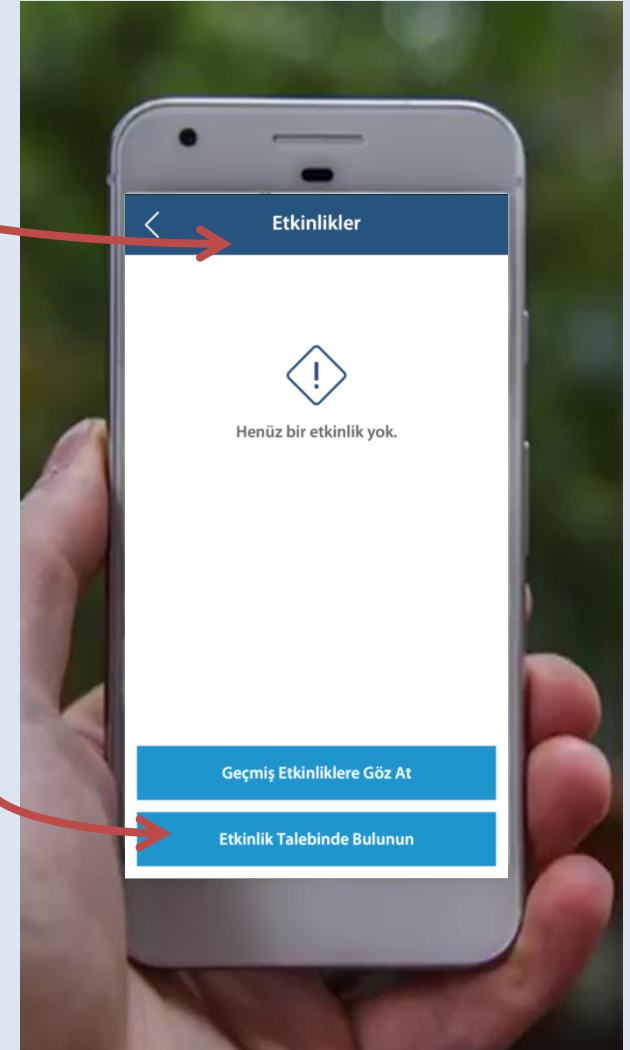 Etkinlikler
Henüz bir etkinlik yok.
Geçmiş Etkinliklere Göz At
Etkinlik Talebinde Bulunun